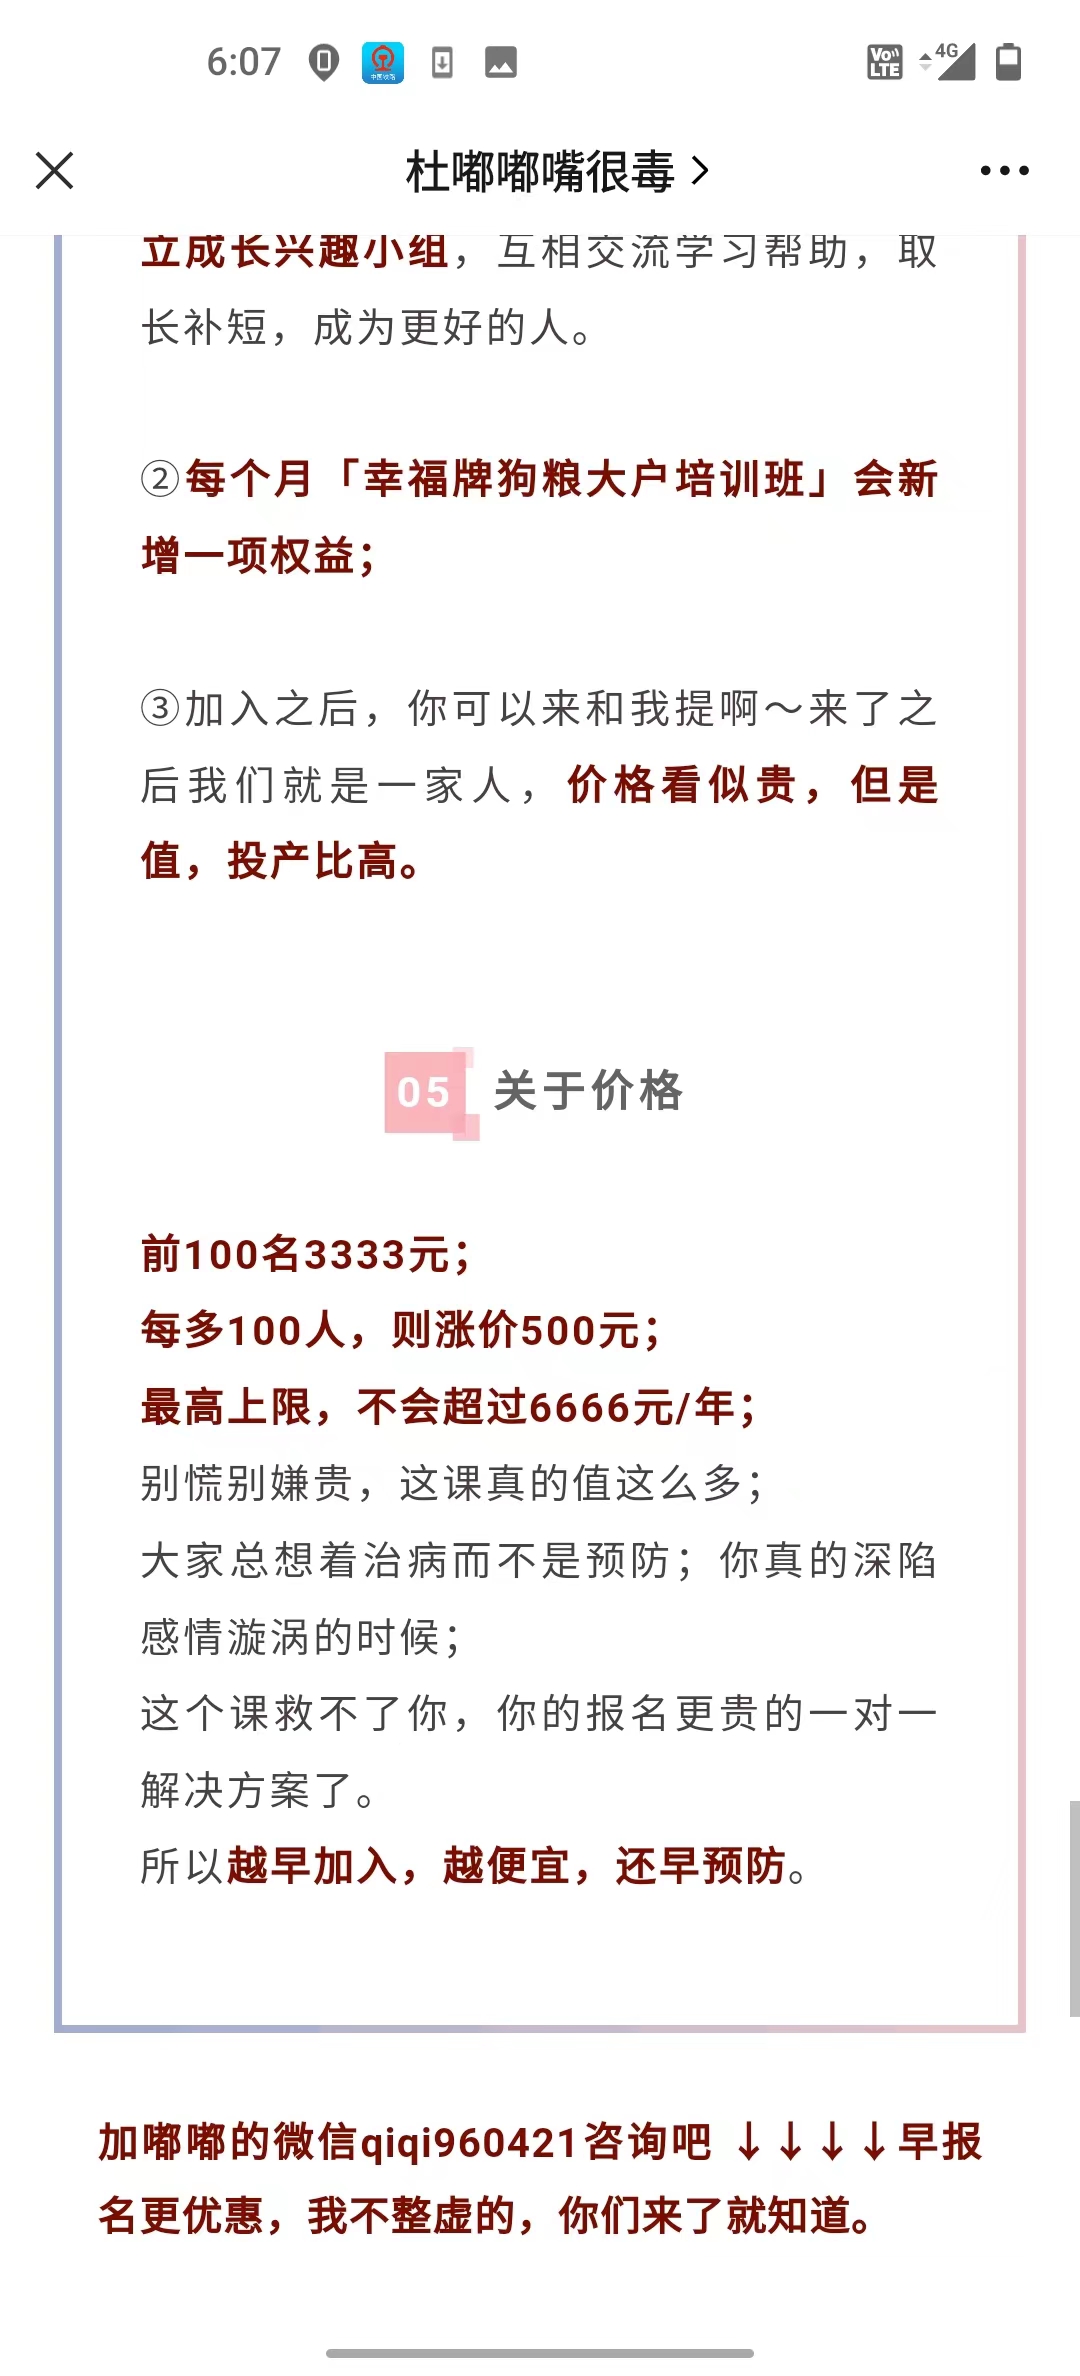 6:07
中国铁路
VoLTE
4G
杜嘟嘟嘴很毒
立成长兴趣小组，互相交流学习帮助，取
长补短，成为更好的人。
②每个月「幸福牌狗粮大户培训班」会新
增一项权益；
③加入之后，你可以来和我提啊～来了之
后我们就是一家人，价格看似贵，但是
值，投产比高。
05 关于价格
前100名3333元；
每多100人，则涨价500元；
最高上限，不会超过6666元/年；
别慌别嫌贵，这课真的值这么多；
大家总想着治病而不是预防；你真的深陷
感情漩涡的时候；
这个课救不了你，你的报名更贵的一对一
解决方案了。
所以越早加入，越便宜，还早预防。
加嘟嘟的微信qiqi960421咨询吧 ↓↓↓↓早报
名更优惠，我不整虚的，你们来了就知道。